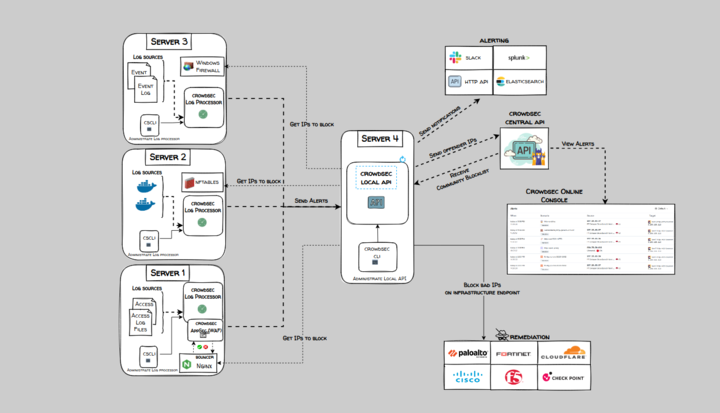 ALERTING
SERVER 3
SLACK
splunk>
LOG SOURCES
WINDOWS
FIREWALL
EVENT
EVENT
LOG
CROWDSEC
LOG PROCESSOR
API
HTTP API
ELASTICSEARCH
CSCLI
ADMINISTRATE LOG PROCESSOR
GET IPS TO BLOCK
SEND NOTIFICATIONS
CROWDSEC
CENTRAL API
SERVER 4
SEND OFFENDER IPS
API
VIEW ALERTS
SERVER 2
CROWDSEC
LOCAL API
RECEIVE
COMMUNITY BLOCKLIST
NFTABLES
GET IPS TO BLOCK
CROWDSEC
LOG PROCESSOR
SEND ALERTS
API
CROWDSEC ONLINE
CONSOLE
CSCLI
ADMINISTRATE LOG PROCESSOR
CROWDSEC
CLI
ADMINISTRATE LOCAL API
SERVER 1
LOG SOURCES
CROWDSEC
LOG PROCESSOR
ACCESS
ACCESS
LOG
FILES
BLOCK BAD IPS
ON INFRASTRUCTURE ENDPOINT
CROWDSEC
APPSEC (WAF)
GET IPS TO BLOCK
REMEDIATION
CSCLI
BOUNCER
NGINX
ADMINISTRATE LOG PROCESSOR
paloalto
FORTINET
CLOUDFLARE
CISCO
F5
CHECK POINT